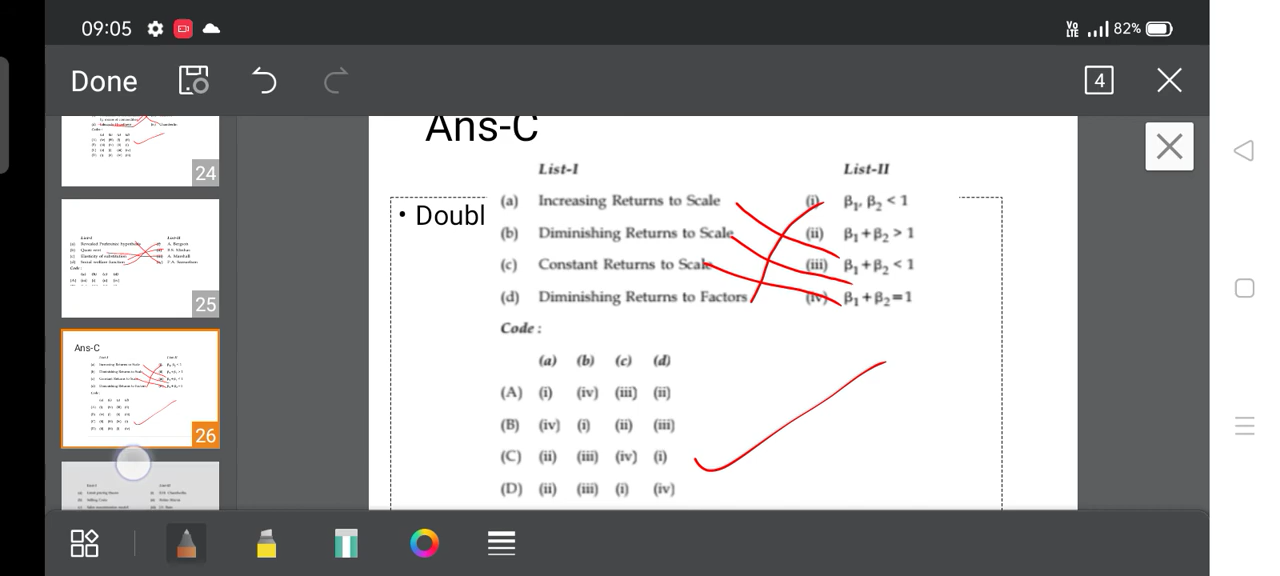 09:05
Vo LTE 82%
Done
4
Ans-C
List-I List-II
• Doubl
(a) Increasing Returns to Scale (i) β₁, β₂ < 1
(b) Diminishing Returns to Scale (ii) β₁ + β₂ > 1
(c) Constant Returns to Scale (iii) β₁ + β₂ < 1
(d) Diminishing Returns to Factors (iv) β₁ + β₂ = 1
Code :
(a) (b) (c) (d)
(A) (i) (iv) (iii) (ii)
(B) (iv) (i) (ii) (iii)
(C) (ii) (iii) (iv) (i)
(D) (ii) (iii) (i) (iv)
24
25
Ans-C
26